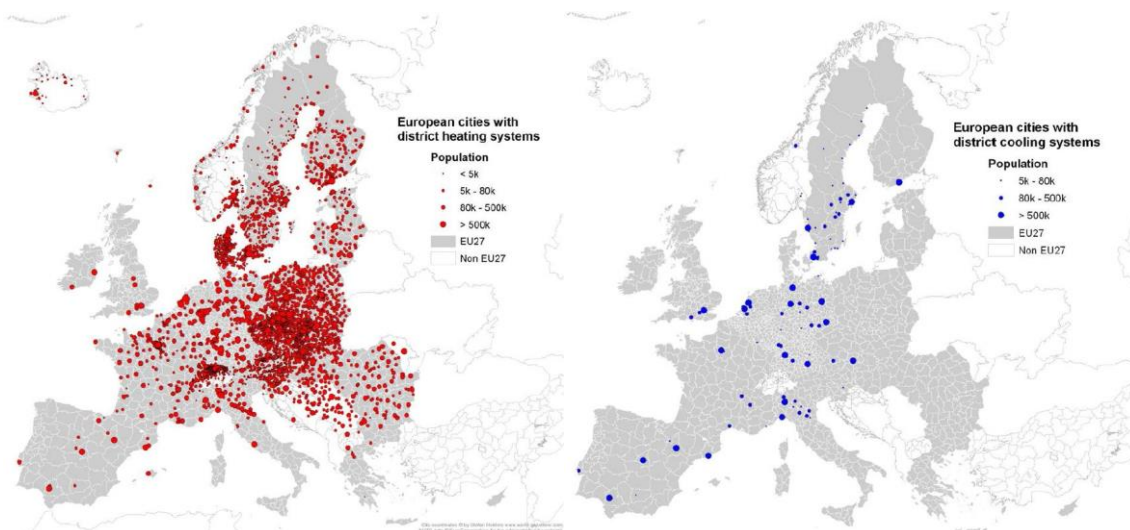 European cities with
district heating systems
Population
< 5k
5k - 80k
80k - 500k
> 500k
EU27
Non EU27
European cities with
district cooling systems
Population
5k - 80k
80k - 500k
> 500k
EU27
Non EU27